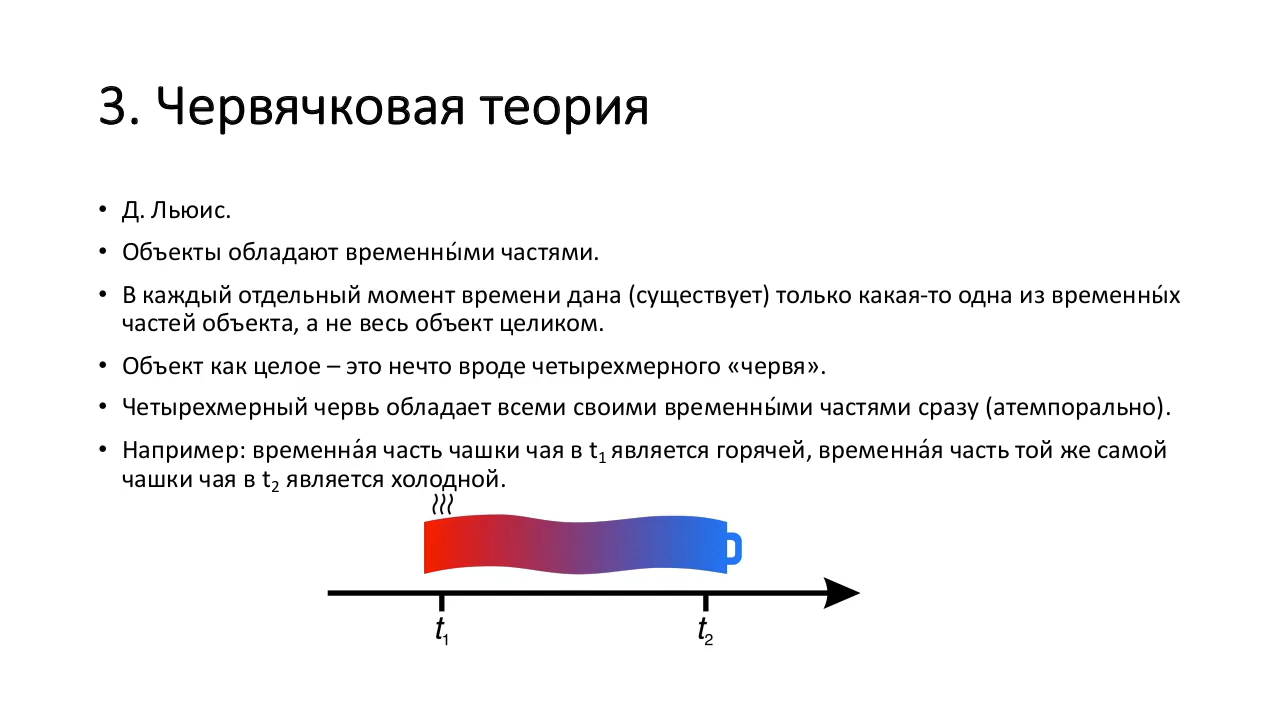 3. Червячковая теория
• Д. Льюис.
• Объекты обладают временны́ми частями.
• В каждый отдельный момент времени дана (существует) только какая-то одна из временны́х
частей объекта, а не весь объект целиком.
• Объект как целое – это нечто вроде четырехмерного «червя».
• Четырехмерный червь обладает всеми своими временны́ми частями сразу (атемпорально).
• Например: временна́я часть чашки чая в t₁ является горячей, временна́я часть той же самой
чашки чая в t₂ является холодной.
t₁ t₂